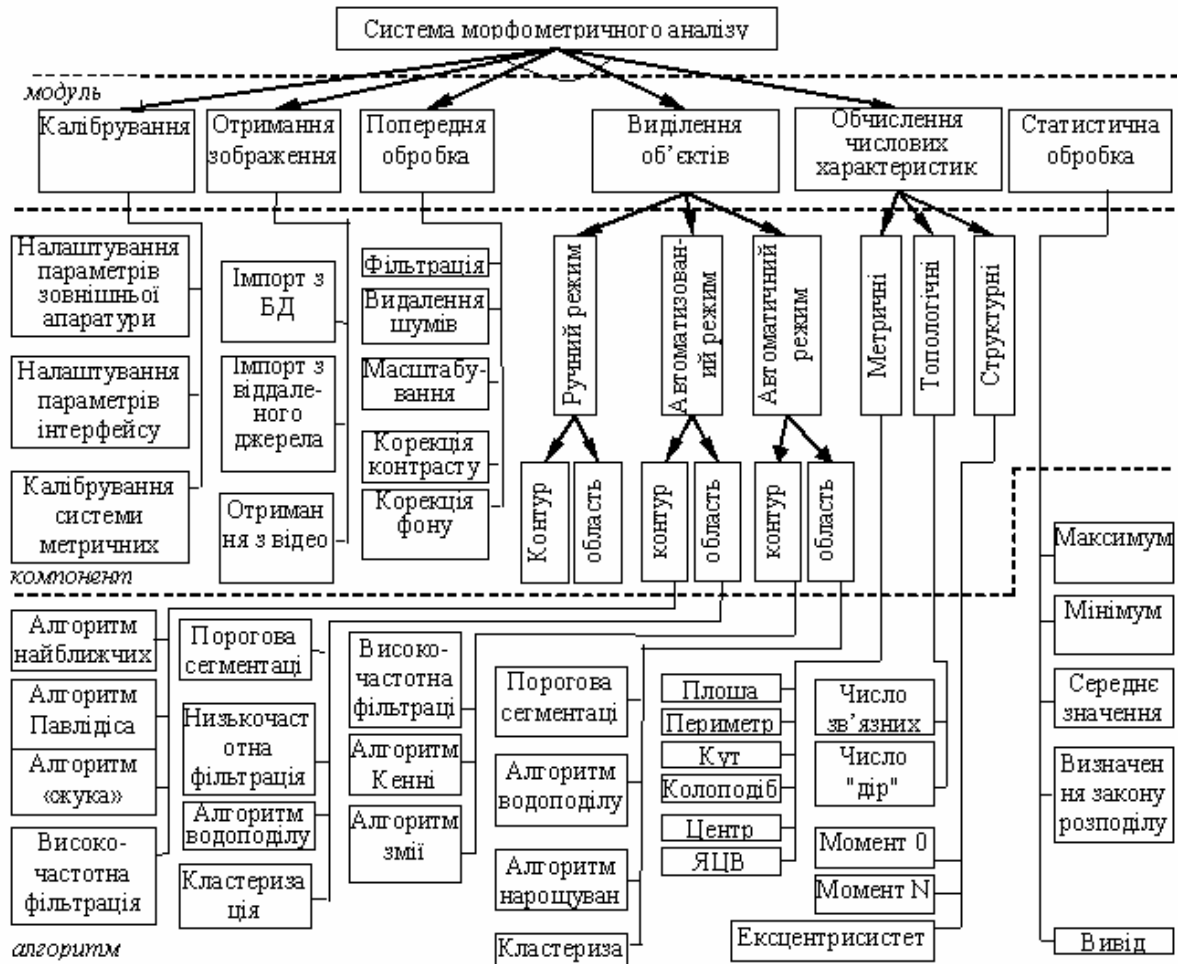 Система морфометричного аналізу
модуль
Калібрування
Отримання
зображення
Попередня
обробка
Виділення
об’єктів
Обчислення
числових
характеристик
Статистична
обробка
Налаштування
параметрів
зовнішньої
апаратури
Налаштування
параметрів
інтерфейсу
Калібрування
системи
метричних
Імпорт з
БД
Імпорт з
віддале-
ного
джерела
Отриман
ня з відео
Фільтрація
Видалення
шумів
Масштабу-
вання
Корекція
контрасту
Корекція
фону
Ручний режим
Автоматизован-
ий режим
Автоматичний
режим
Контур
область
контур
область
контур
область
Метричні
Топологічні
Структурні
компонент
Алгоритм
найближчих
Алгоритм
Павлідіса
Алгоритм
«жука»
Високо-
частотна
фільтрація
Порогова
сегментаці
Низькочаст
отна
фільтрація
Алгоритм
водоподілу
Кластериза
ція
Високо-
частотна
фільтраці
Алгоритм
Кенні
Алгоритм
змії
Порогова
сегментаці
Алгоритм
водоподілу
Алгоритм
нарощуван
Кластериза
Плоша
Периметр
Кут
Колоподіб
Центр
ЯЦВ
Число
зв’язних
Число
"дір"
Момент 0
Момент N
Ексцентрисистет
Максимум
Мінімум
Середнє
значення
Визначен
ня закону
розподілу
Вивід
алгоритм